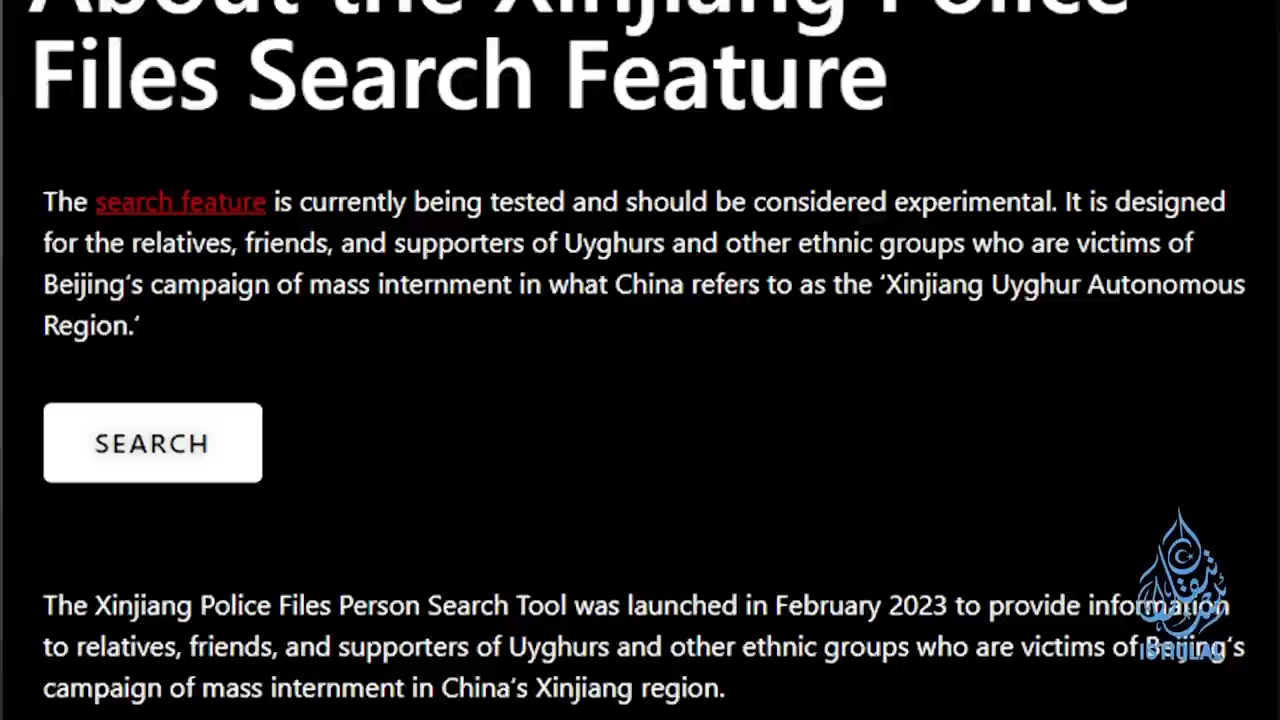 About the Xinjiang Police
Files Search Feature
The search feature is currently being tested and should be considered experimental. It is designed
for the relatives, friends, and supporters of Uyghurs and other ethnic groups who are victims of
Beijing’s campaign of mass internment in what China refers to as the ‘Xinjiang Uyghur Autonomous
Region.’
SEARCH
The Xinjiang Police Files Person Search Tool was launched in February 2023 to provide information
to relatives, friends, and supporters of Uyghurs and other ethnic groups who are victims of Beijing’s
campaign of mass internment in China’s Xinjiang region.
ISTIQLAL